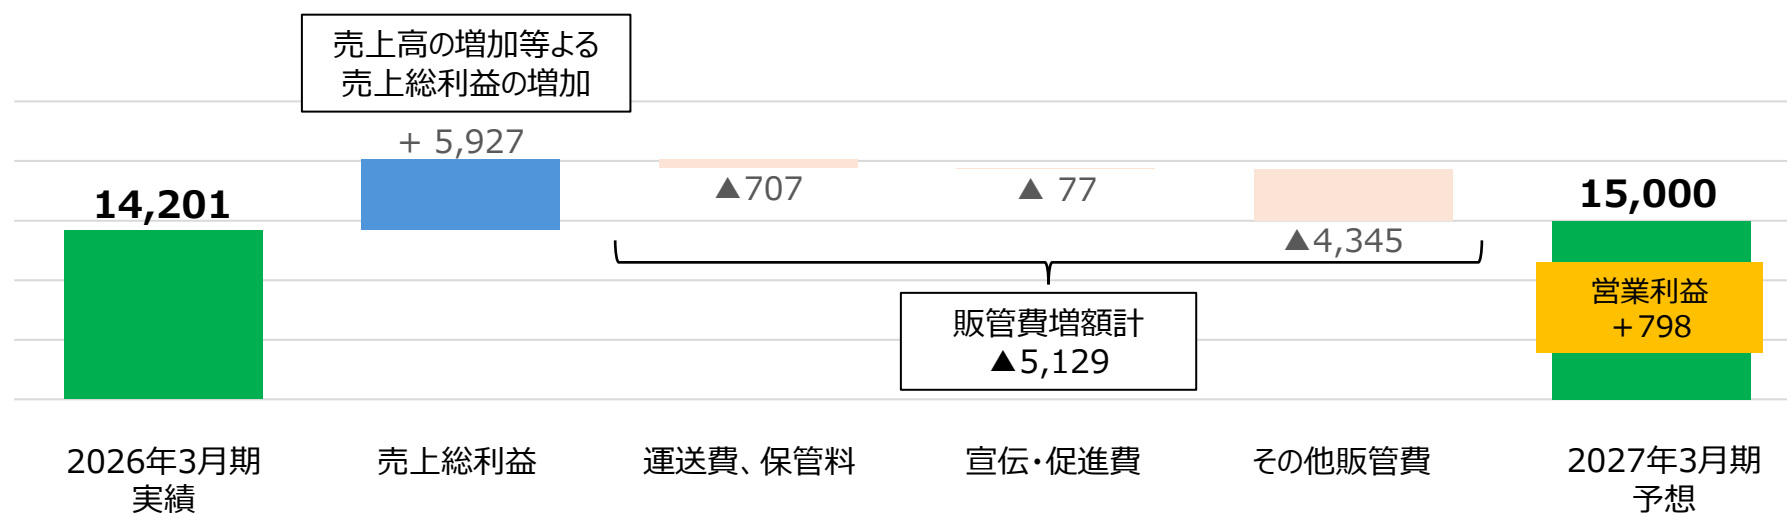 売上高の増加等よる
売上総利益の増加
+ 5,927
14,201
▲707
▲ 77
▲4,345
15,000
販管費増額計
▲5,129
営業利益
+798
2026年3月期
実績
売上総利益
運送費、保管料
宣伝・促進費
その他販管費
2027年3月期
予想